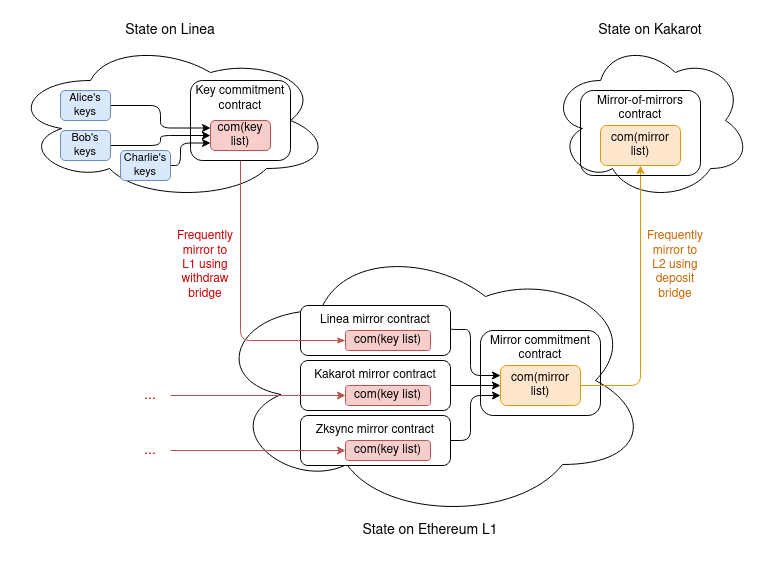 State on Linea
State on Kakarot
Alice's
keys
Bob's
keys
Charlie's
keys
Key commitment
contract
com(key
list)
Mirror-of-mirrors
contract
com(mirror
list)
Frequently
mirror to
L1 using
withdraw
bridge
Frequently
mirror to
L2 using
deposit
bridge
Linea mirror contract
com(key list)
Kakarot mirror contract
com(key list)
Zksync mirror contract
com(key list)
Mirror commitment
contract
com(mirror
list)
...
...
State on Ethereum L1